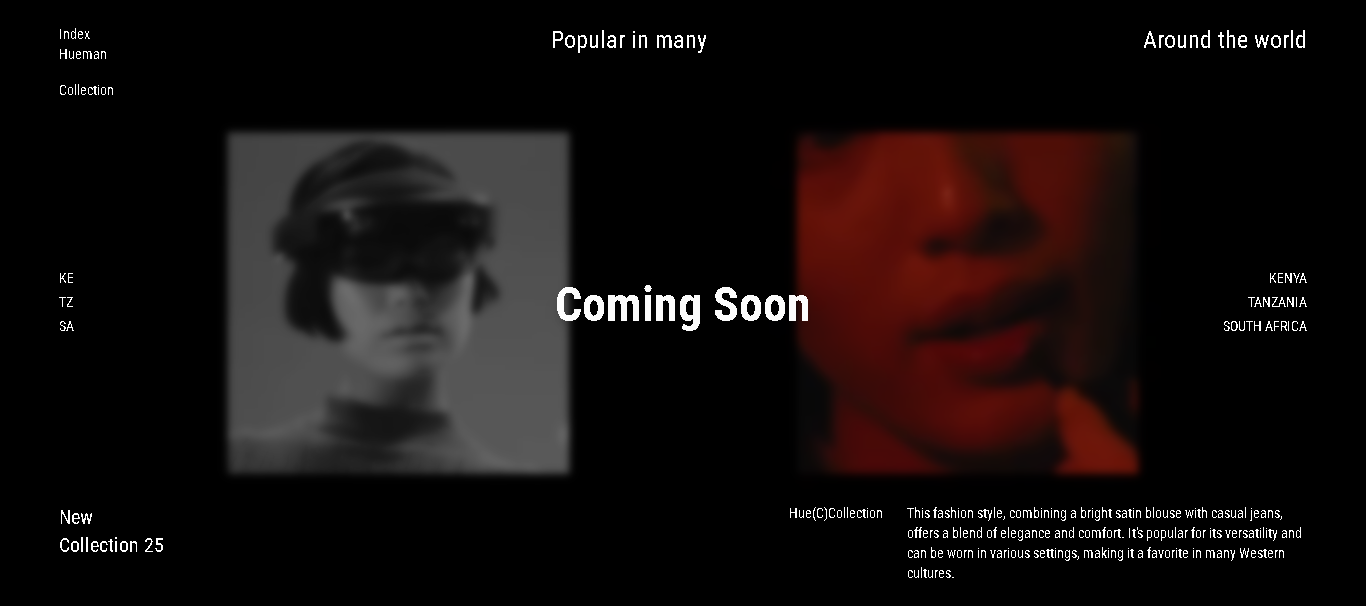 Index
Hueman
Collection
Popular in many
Around the world
KE
TZ
SA
Coming Soon
KENYA
TANZANIA
SOUTH AFRICA
New
Collection 25
Hue(C)Collection
This fashion style, combining a bright satin blouse with casual jeans,
offers a blend of elegance and comfort. It's popular for its versatility and
can be worn in various settings, making it a favorite in many Western
cultures.